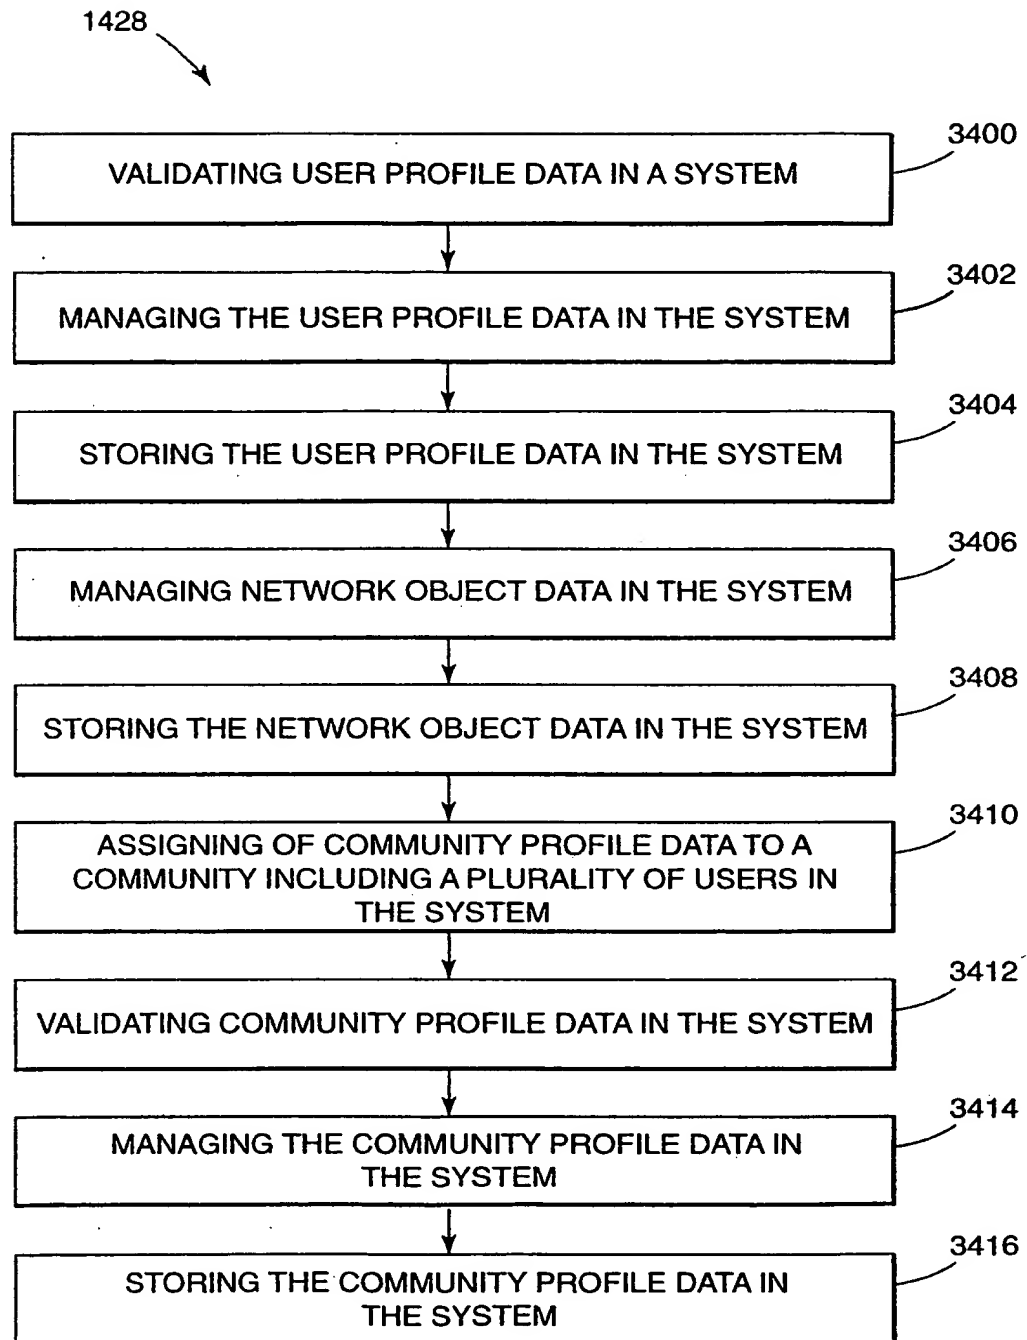 1428
3400
VALIDATING USER PROFILE DATA IN A SYSTEM
3402
MANAGING THE USER PROFILE DATA IN THE SYSTEM
3404
STORING THE USER PROFILE DATA IN THE SYSTEM
3406
MANAGING NETWORK OBJECT DATA IN THE SYSTEM
3408
STORING THE NETWORK OBJECT DATA IN THE SYSTEM
3410
ASSIGNING OF COMMUNITY PROFILE DATA TO A
COMMUNITY INCLUDING A PLURALITY OF USERS IN
THE SYSTEM
3412
VALIDATING COMMUNITY PROFILE DATA IN THE SYSTEM
3414
MANAGING THE COMMUNITY PROFILE DATA IN
THE SYSTEM
3416
STORING THE COMMUNITY PROFILE DATA IN
THE SYSTEM